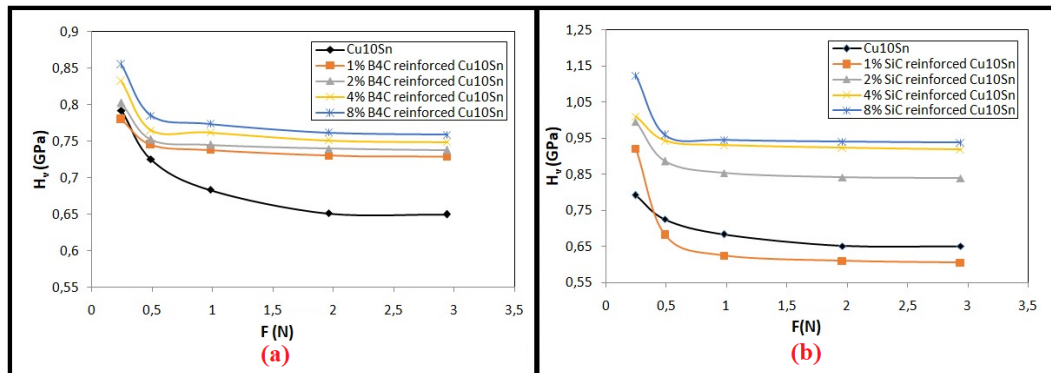 0,9
0,85
0,8
0,75
0,7
0,65
0,6
0,55
Hv (GPa)
Cu10Sn
1% B4C reinforced Cu10Sn
2% B4C reinforced Cu10Sn
4% B4C reinforced Cu10Sn
8% B4C reinforced Cu10Sn
0 0,5 1 1,5 2 2,5 3 3,5
F (N)
(a)
1,25
1,15
1,05
0,95
0,85
0,75
0,65
0,55
Hv (GPa)
Cu10Sn
1% SiC reinforced Cu10Sn
2% SiC reinforced Cu10Sn
4% SiC reinforced Cu10Sn
8% SiC reinforced Cu10Sn
0 0,5 1 1,5 2 2,5 3 3,5
F(N)
(b)